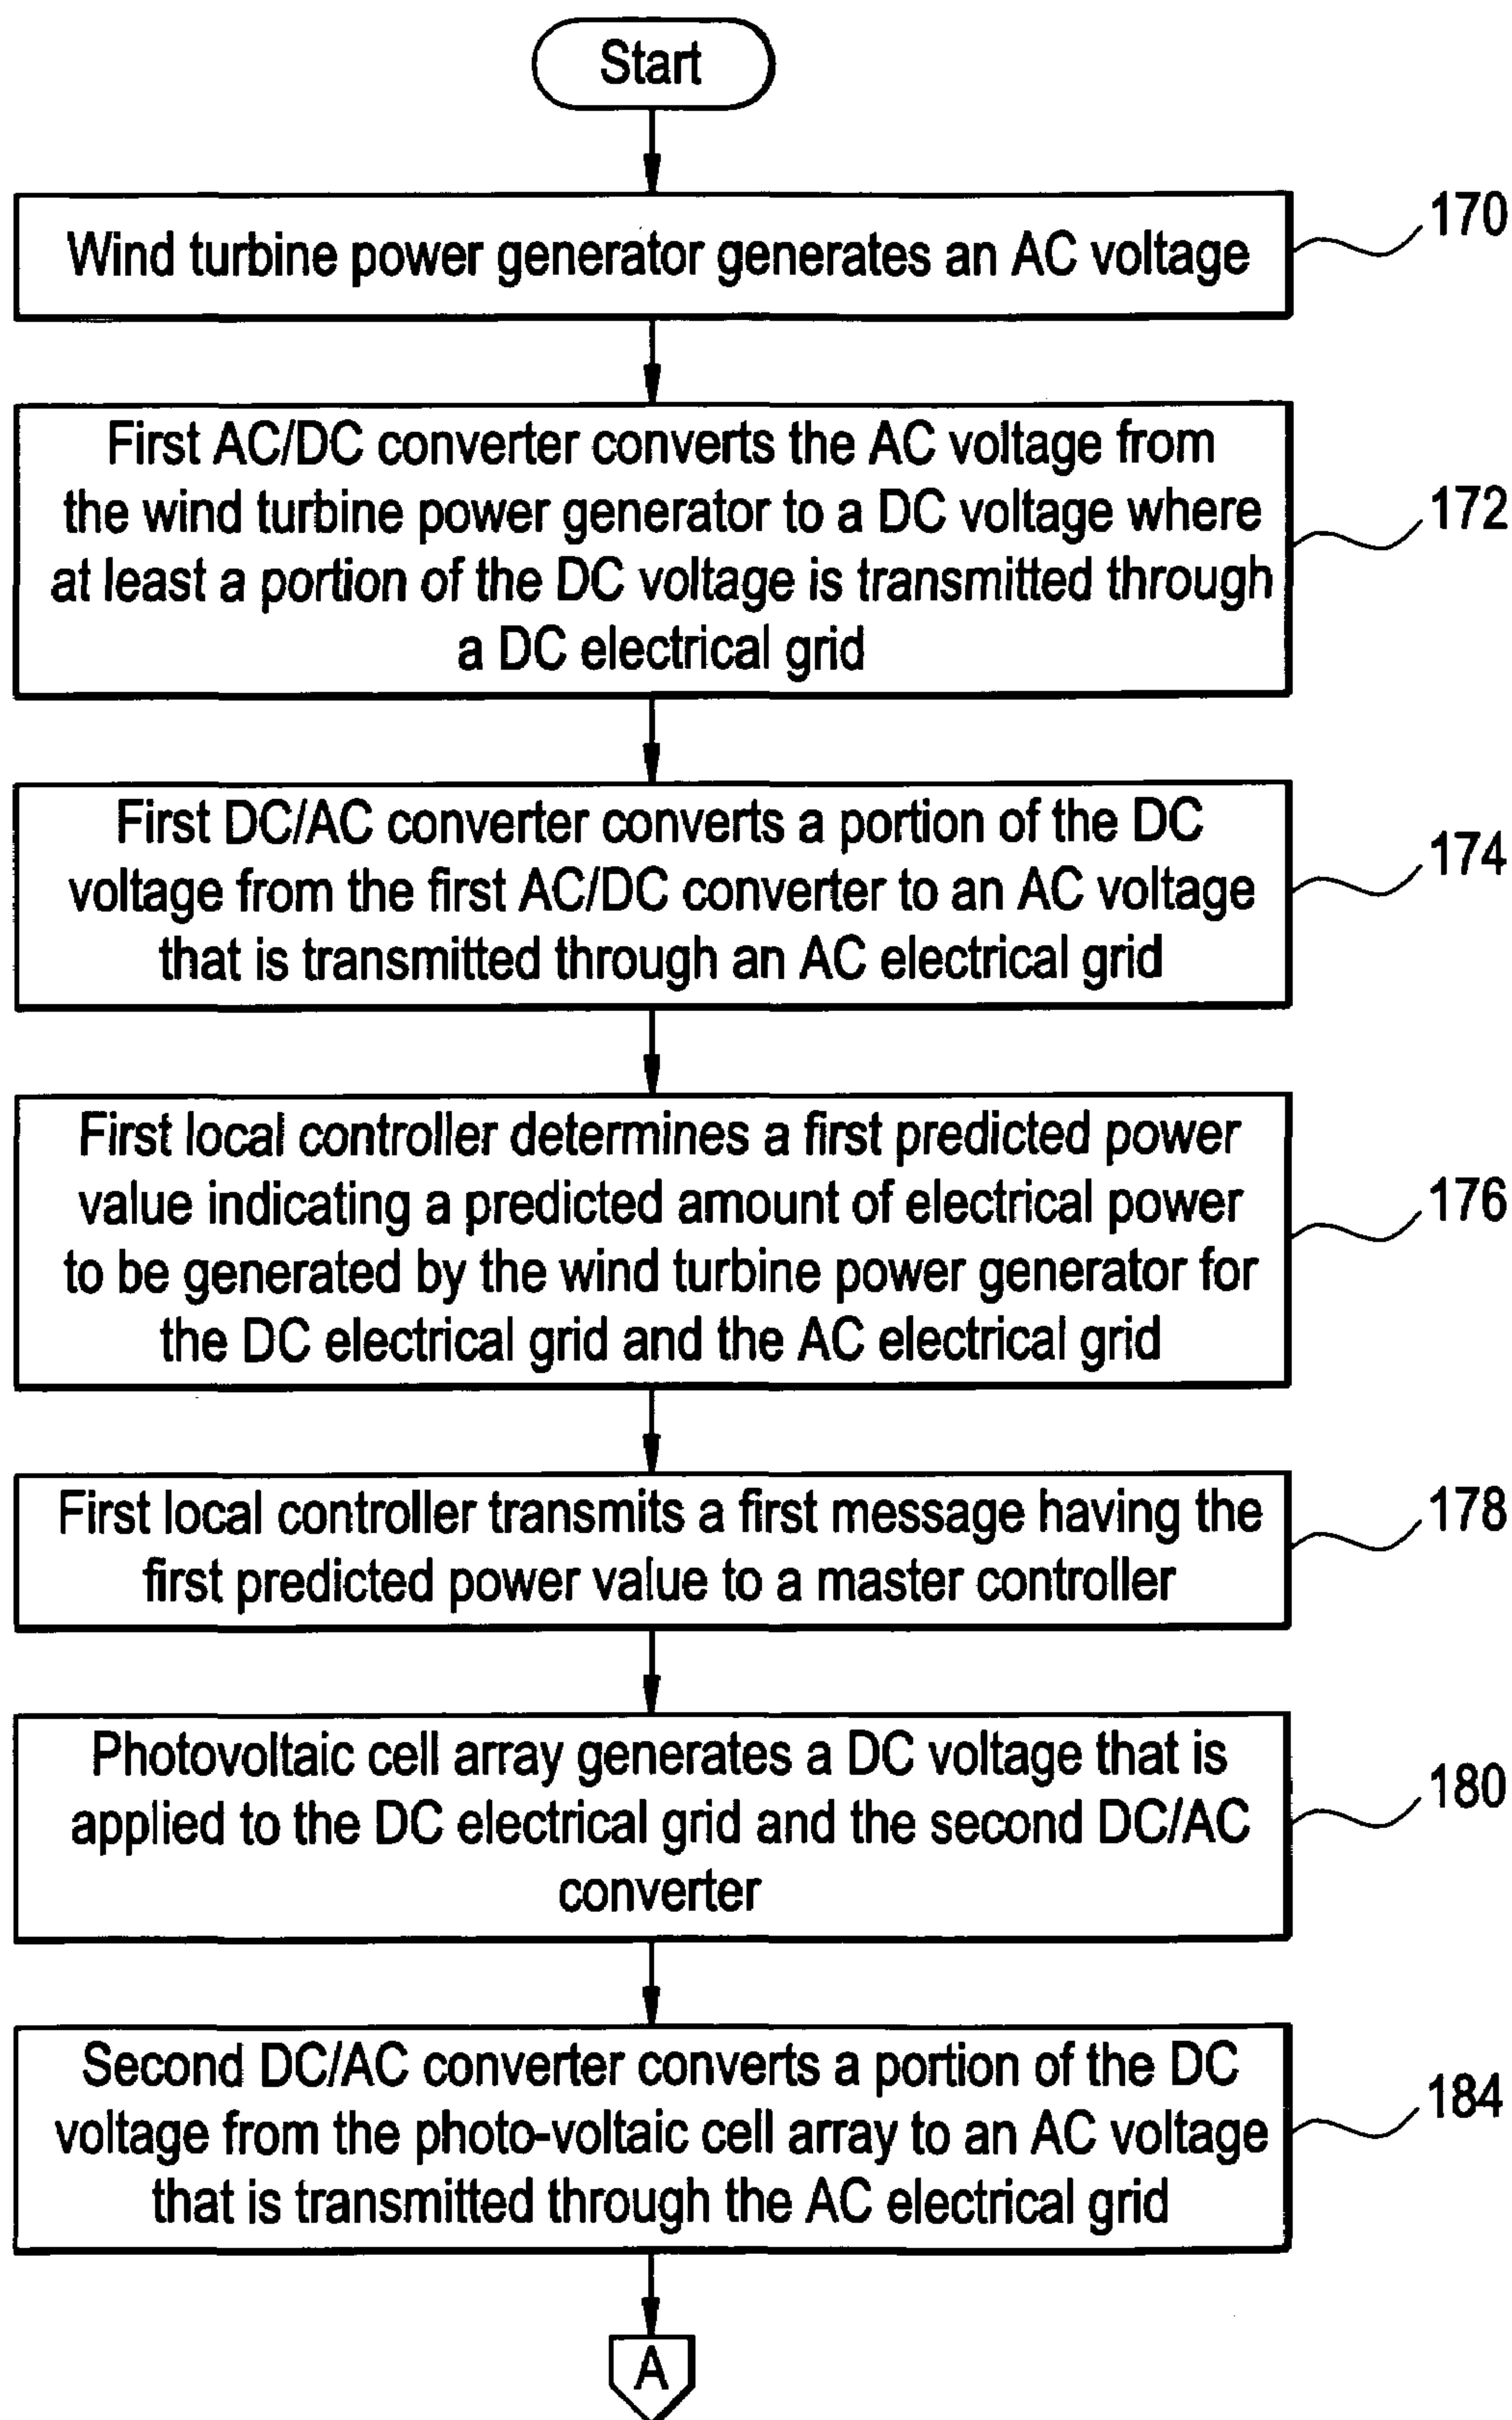 Start
Wind turbine power generator generates an AC voltage
170
First AC/DC converter converts the AC voltage from
the wind turbine power generator to a DC voltage where
at least a portion of the DC voltage is transmitted through
a DC electrical grid
172
First DC/AC converter converts a portion of the DC
voltage from the first AC/DC converter to an AC voltage
that is transmitted through an AC electrical grid
174
First local controller determines a first predicted power
value indicating a predicted amount of electrical power
to be generated by the wind turbine power generator for
the DC electrical grid and the AC electrical grid
176
First local controller transmits a first message having the
first predicted power value to a master controller
178
Photovoltaic cell array generates a DC voltage that is
applied to the DC electrical grid and the second DC/AC
converter
180
Second DC/AC converter converts a portion of the DC
voltage from the photo-voltaic cell array to an AC voltage
that is transmitted through the AC electrical grid
184
A